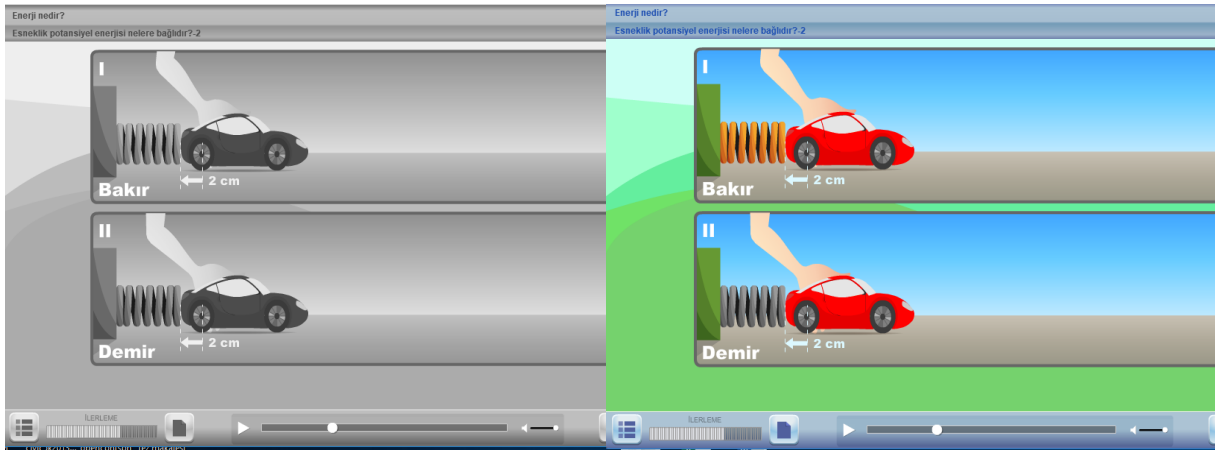 Enerji nedir?
Esneklik potansiyel enerjisi nelere bağlıdır?-2
I
2 cm
Bakır
II
2 cm
Demir
İLERLEME
Enerji nedir?
Esneklik potansiyel enerjisi nelere bağlıdır?-2
I
2 cm
Bakır
II
2 cm
Demir
İLERLEME